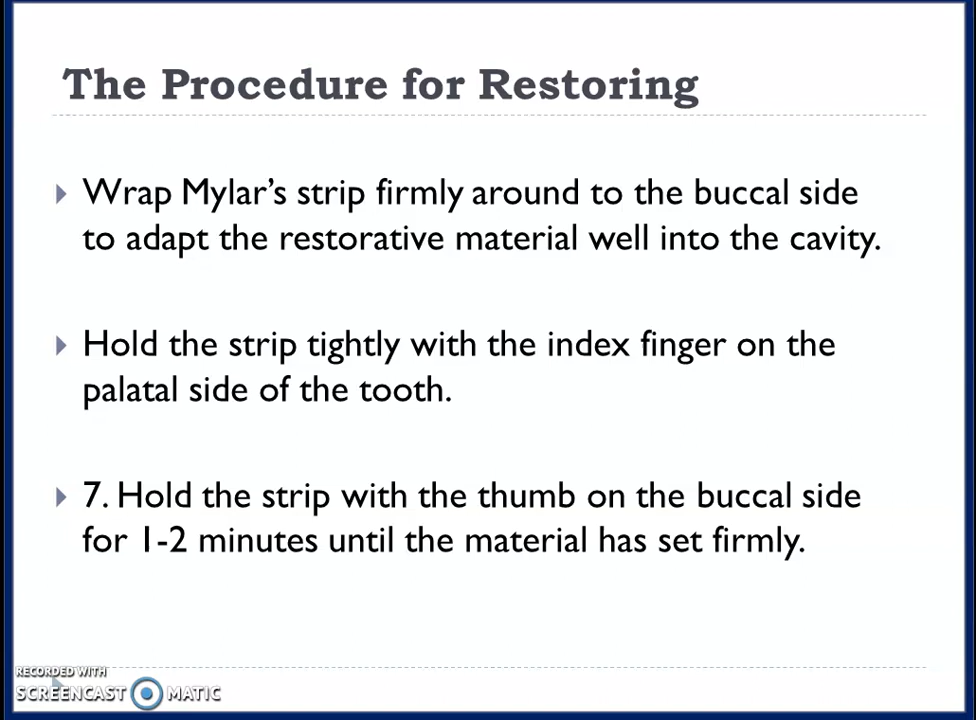 The Procedure for Restoring
Wrap Mylar's strip firmly around to the buccal side
to adapt the restorative material well into the cavity.
Hold the strip tightly with the index finger on the
palatal side of the tooth.
7. Hold the strip with the thumb on the buccal side
for 1-2 minutes until the material has set firmly.
RECORDED WITH
SCREENCAST MATIC